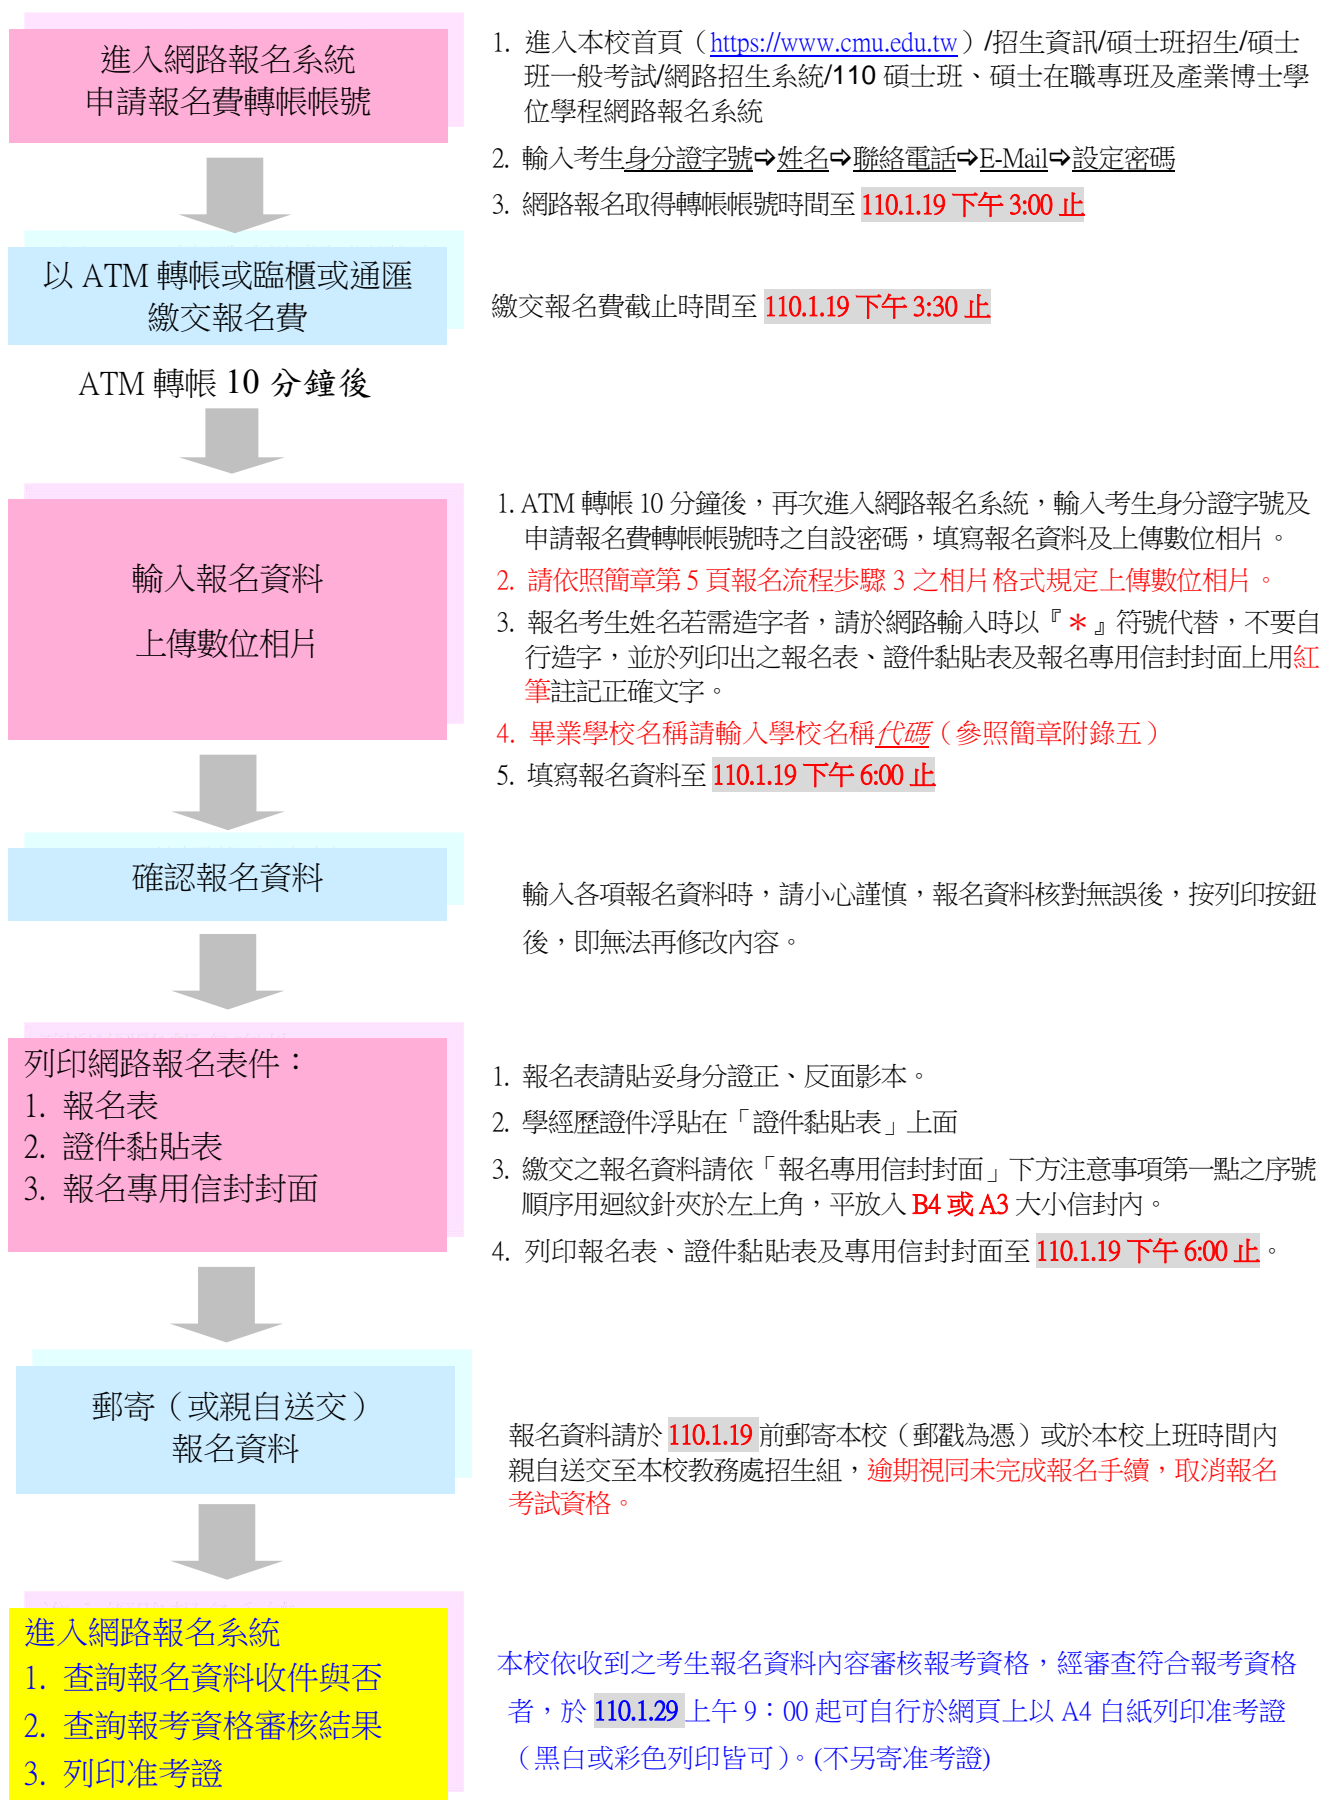 進入網路報名系統
申請報名費轉帳帳號
1. 進入本校首頁（https://www.cmu.edu.tw）/招生資訊/碩士班招生/碩士
班一般考試/網路招生系統/110 碩士班、碩士在職專班及產業博士學
位學程網路報名系統
2. 輸入考生身分證字號⇨姓名⇨聯絡電話⇨E-Mail⇨設定密碼
3. 網路報名取得轉帳帳號時間至 110.1.19 下午 3:00 止
以 ATM 轉帳或臨櫃或通匯
繳交報名費
繳交報名費截止時間至 110.1.19 下午 3:30 止
ATM 轉帳 10 分鐘後
輸入報名資料
上傳數位相片
1. ATM 轉帳 10 分鐘後，再次進入網路報名系統，輸入考生身分證字號及
申請報名費轉帳帳號時之自設密碼，填寫報名資料及上傳數位相片。
2. 請依照簡章第 5 頁報名流程步驟 3 之相片格式規定上傳數位相片。
3. 報名考生姓名若需造字者，請於網路輸入時以『＊』符號代替，不要自
行造字，並於列印出之報名表、證件黏貼表及報名專用信封封面上用紅
筆註記正確文字。
4. 畢業學校名稱請輸入學校名稱代碼（參照簡章附錄五）
5. 填寫報名資料至 110.1.19 下午 6:00 止
確認報名資料
輸入各項報名資料時，請小心謹慎，報名資料核對無誤後，按列印按鈕
後，即無法再修改內容。
列印網路報名表件：
1. 報名表
2. 證件黏貼表
3. 報名專用信封封面
1. 報名表請貼妥身分證正、反面影本。
2. 學經歷證件浮貼在「證件黏貼表」上面
3. 繳交之報名資料請依「報名專用信封封面」下方注意事項第一點之序號
順序用迴紋針夾於左上角，平放入 B4 或 A3 大小信封內。
4. 列印報名表、證件黏貼表及專用信封封面至 110.1.19 下午 6:00 止。
郵寄（或親自送交）
報名資料
報名資料請於 110.1.19 前郵寄本校（郵戳為憑）或於本校上班時間內
親自送交至本校教務處招生組，逾期視同未完成報名手續，取消報名
考試資格。
進入網路報名系統
1. 查詢報名資料收件與否
2. 查詢報考資格審核結果
3. 列印准考證
本校依收到之考生報名資料內容審核報考資格，經審查符合報考資格
者，於 110.1.29 上午 9：00 起可自行於網頁上以 A4 白紙列印准考證
（黑白或彩色列印皆可）。(不另寄准考證)